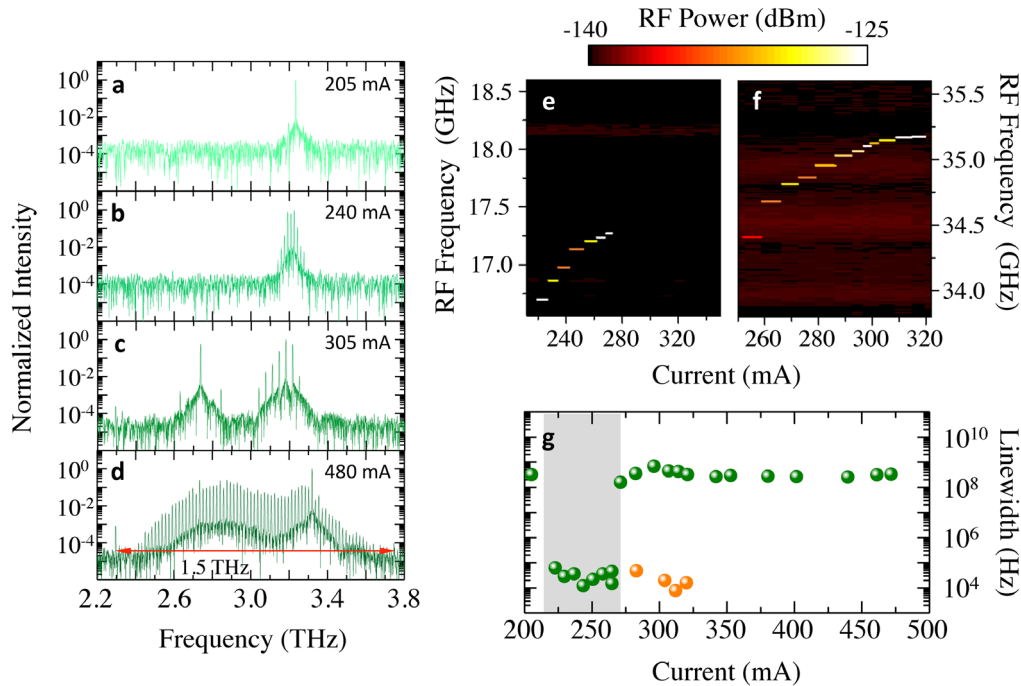 RF Power (dBm)
-140
-125
a
205 mA
10^0
10^-2
10^-4
b
240 mA
10^0
10^-2
10^-4
c
305 mA
10^0
10^-2
10^-4
d
480 mA
10^0
10^-2
10^-4
1.5 THz
2.2
2.6
3.0
3.4
3.8
Frequency (THz)
Normalized Intensity
e
18.5
18.0
17.5
17.0
RF Frequency (GHz)
240
280
320
f
35.5
35.0
34.5
34.0
RF Frequency (GHz)
260
280
300
320
Current (mA)
g
10^10
10^8
10^6
10^4
Linewidth (Hz)
200
250
300
350
400
450
500
Current (mA)